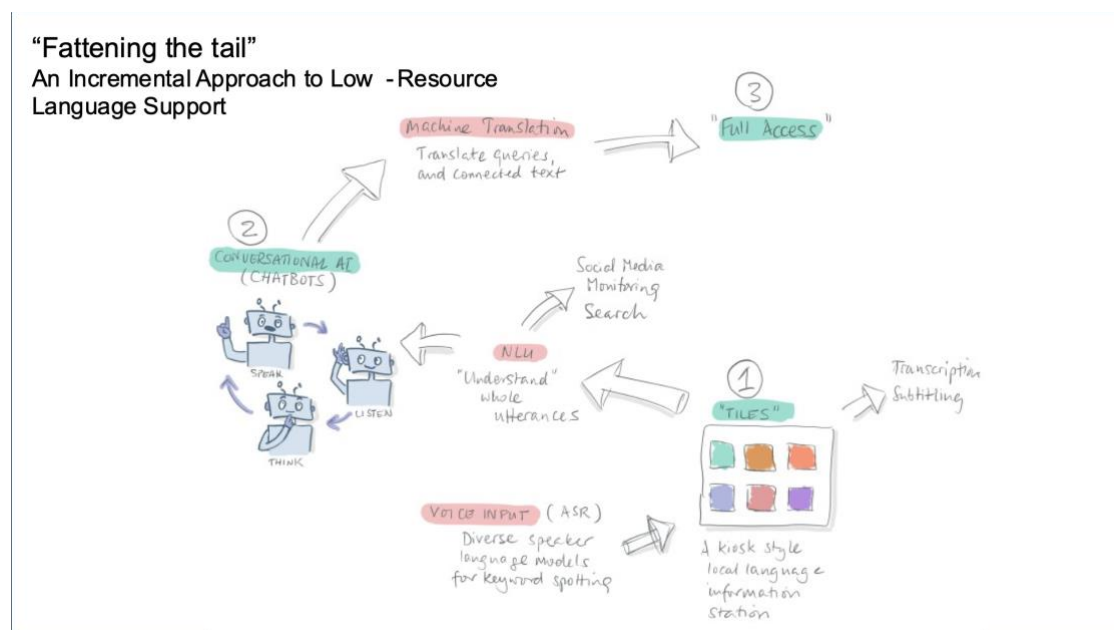 “Fattening the tail”
An Incremental Approach to Low -Resource
Language Support
3
"Full Access"
Machine Translation
Translate queries,
and connected text
2
CONVERSATIONAL AI
(CHATBOTS)
SPEAK
LISTEN
THINK
Social Media
Monitoring
Search
NLU
"Understand"
whole
utterances
1
"TILES"
Transcription
Subtitling
VOICE INPUT (ASR)
Diverse speaker
language models
for keyword spotting
A kiosk style
local language
information
station